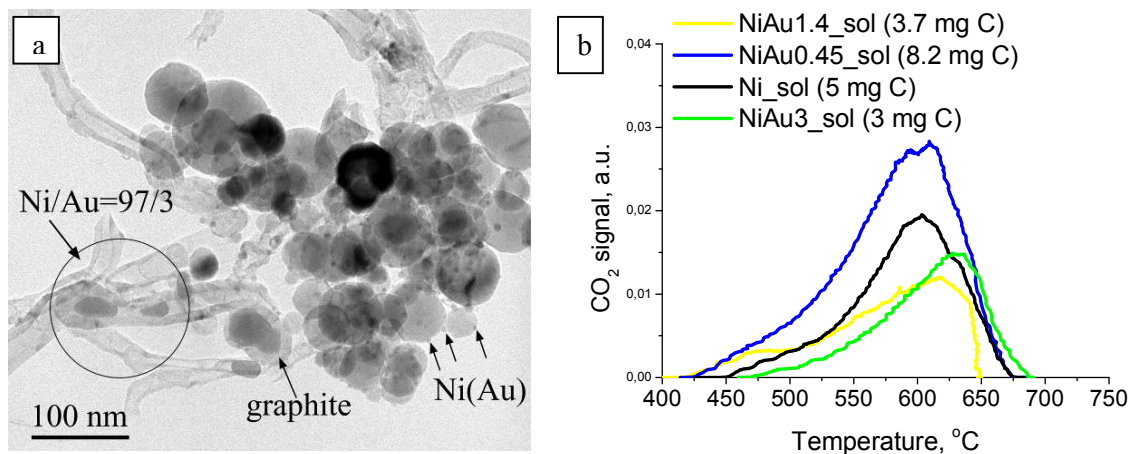 a
Ni/Au=97/3
graphite
Ni(Au)
100 nm
b
NiAu1.4_sol (3.7 mg C)
NiAu0.45_sol (8.2 mg C)
Ni_sol (5 mg C)
NiAu3_sol (3 mg C)
0,04
0,03
0,02
0,01
0,00
CO₂ signal, a.u.
400 450 500 550 600 650 700 750
Temperature, °C